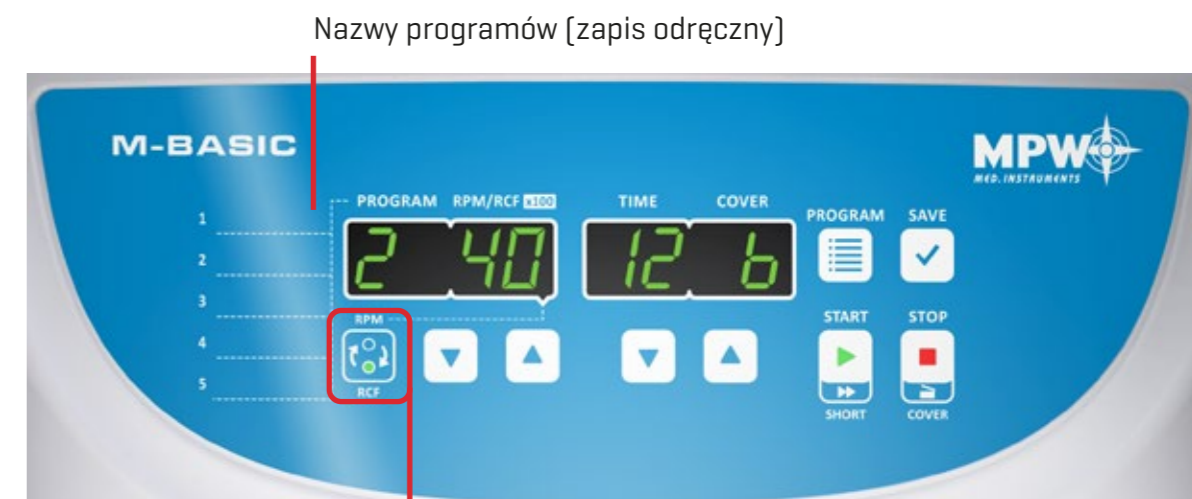 Nazwy programów (zapis odręczny)
M-BASIC
MPW
MED. INSTRUMENTS
PROGRAM RPM/RCF x100
TIME COVER
PROGRAM SAVE
1
2
3
4
5
2 40
12 b
RPM
RCF
START STOP
SHORT COVER